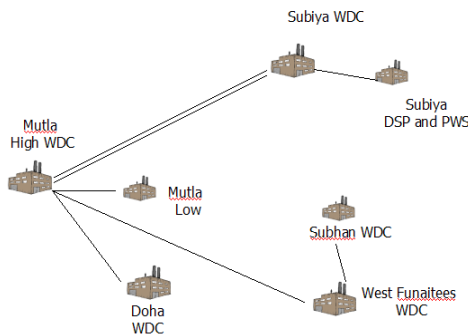 Subiya WDC
Subiya
DSP and PWS
Mutla
High WDC
Mutla
Low
Subhan WDC
Doha
WDC
West Funaitees
WDC